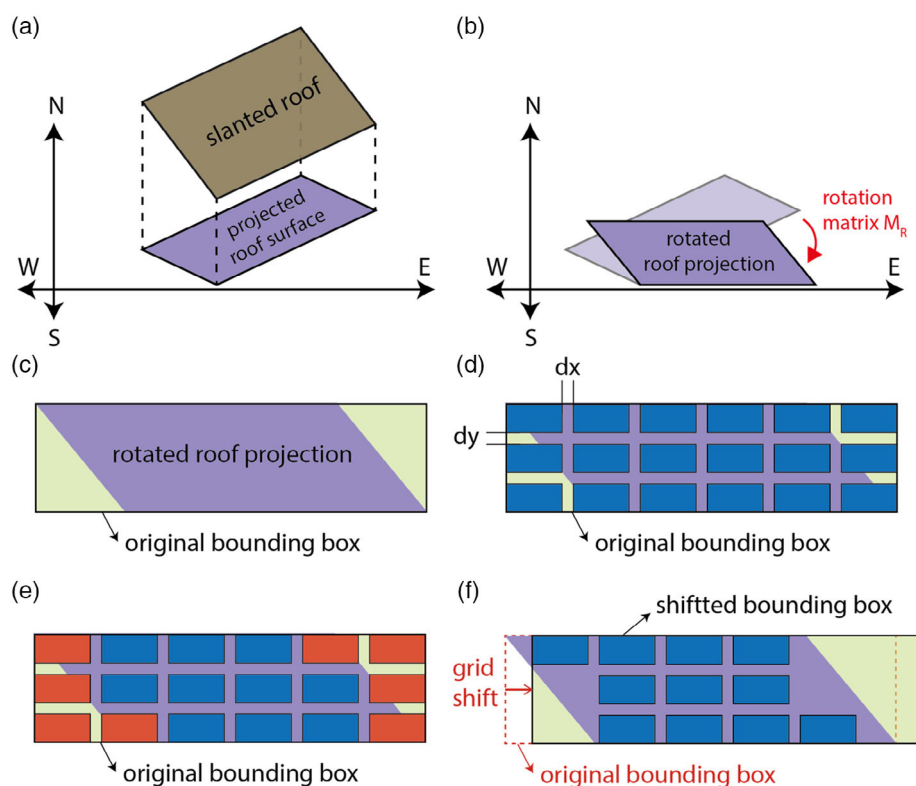 (a)
N
slanted roof
projected
roof surface
W
E
S
(b)
N
rotation
matrix M_R
rotated
roof projection
W
E
S
(c)
rotated roof projection
original bounding box
(d)
dx
dy
original bounding box
(e)
original bounding box
(f)
shiftted bounding box
grid
shift
original bounding box